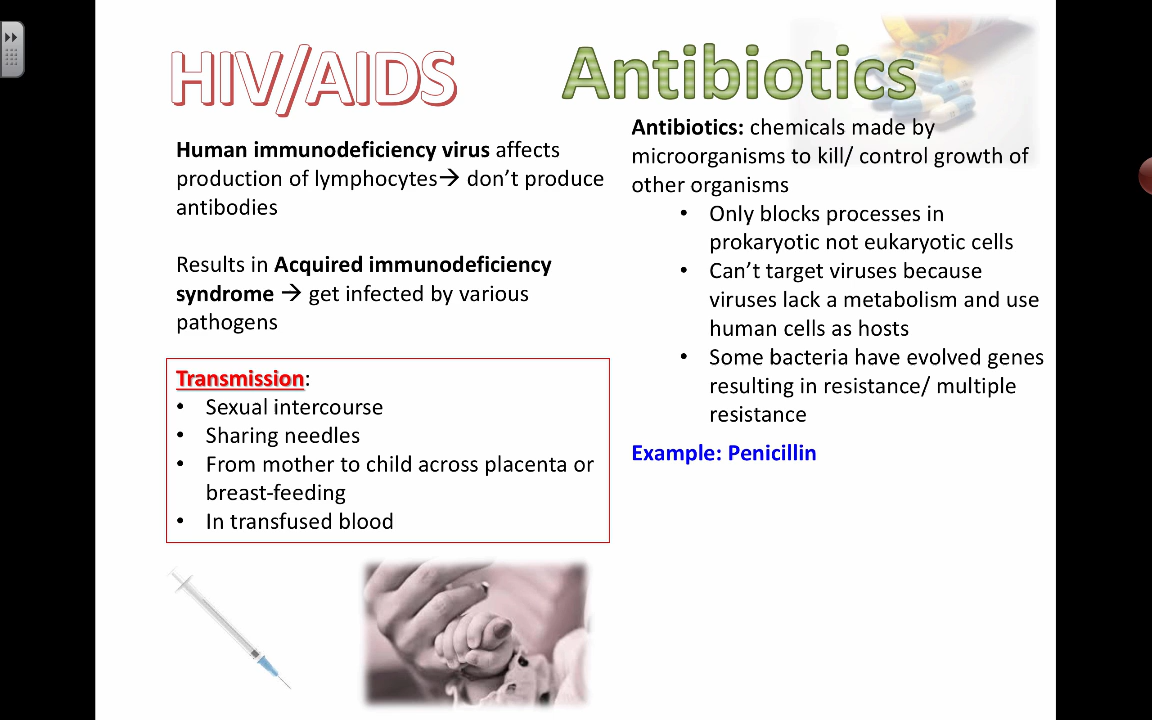 HIV/AIDS
Human immunodeficiency virus affects
production of lymphocytes→ don’t produce
antibodies
Results in Acquired immunodeficiency
syndrome → get infected by various
pathogens
Transmission:
• Sexual intercourse
• Sharing needles
• From mother to child across placenta or
breast-feeding
• In transfused blood
Antibiotics
Antibiotics: chemicals made by
microorganisms to kill/ control growth of
other organisms
• Only blocks processes in
prokaryotic not eukaryotic cells
• Can’t target viruses because
viruses lack a metabolism and use
human cells as hosts
• Some bacteria have evolved genes
resulting in resistance/ multiple
resistance
Example: Penicillin